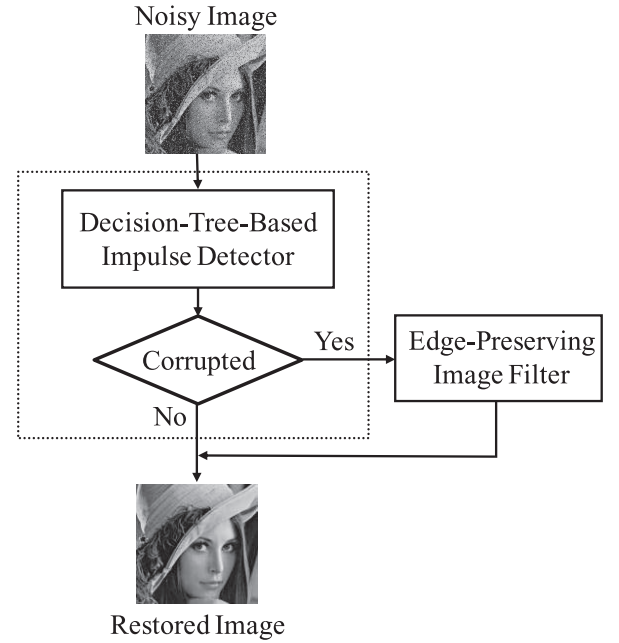 Noisy Image
Decision-Tree-Based
Impulse Detector
Corrupted
Yes
Edge-Preserving
Image Filter
No
Restored Image